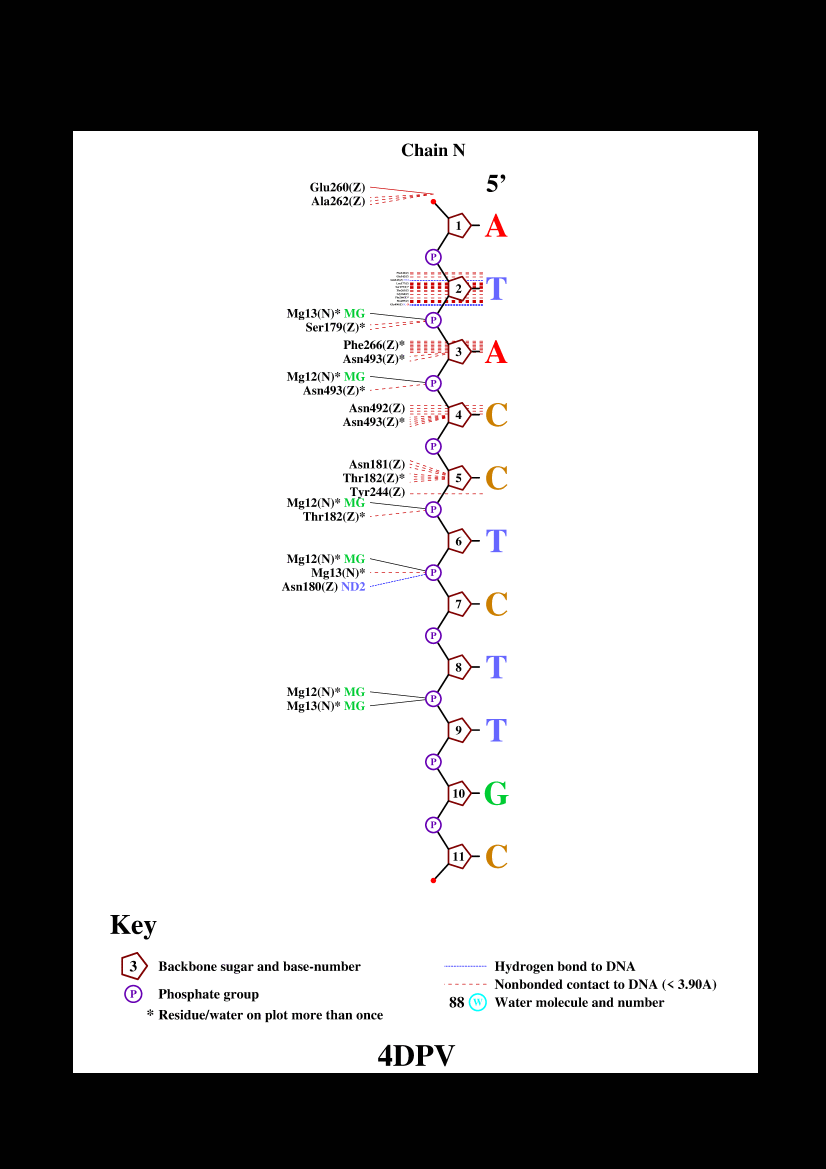 Chain N
5’
Glu260(Z)
Ala262(Z)
1 A
P
2 T
Mg13(N)* MG
P
Ser179(Z)*
Phe266(Z)*
3 A
Asn493(Z)*
Mg12(N)* MG
P
Asn493(Z)*
Asn492(Z)
4 C
Asn493(Z)*
P
Asn181(Z)
Thr182(Z)*
5 C
Tyr244(Z)
Mg12(N)* MG
P
Thr182(Z)*
6 T
Mg12(N)* MG
Mg13(N)*
P
Asn180(Z) ND2
7 C
P
8 T
Mg12(N)* MG
P
Mg13(N)* MG
9 T
P
10 G
P
11 C
Key
3 Backbone sugar and base-number
P Phosphate group
* Residue/water on plot more than once
Hydrogen bond to DNA
Nonbonded contact to DNA (< 3.90A)
88 W Water molecule and number
4DPV